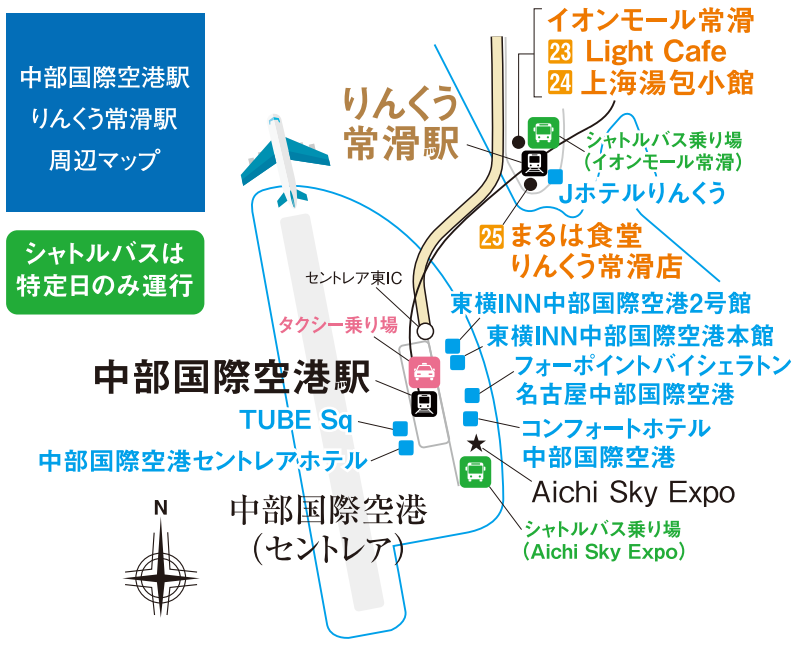 中部国際空港駅
りんくう常滑駅
周辺マップ
シャトルバスは
特定日のみ運行
イオンモール常滑
23 Light Cafe
24 上海湯包小館
りんくう
常滑駅
シャトルバス乗り場
(イオンモール常滑)
Jホテルりんくう
25 まるは食堂
りんくう常滑店
セントレア東IC
タクシー乗り場
東横INN中部国際空港2号館
東横INN中部国際空港本館
中部国際空港駅
フォーポイントバイシェラトン
名古屋中部国際空港
TUBE Sq
コンフォートホテル
中部国際空港
中部国際空港セントレアホテル
Aichi Sky Expo
中部国際空港
(セントレア)
シャトルバス乗り場
(Aichi Sky Expo)
N